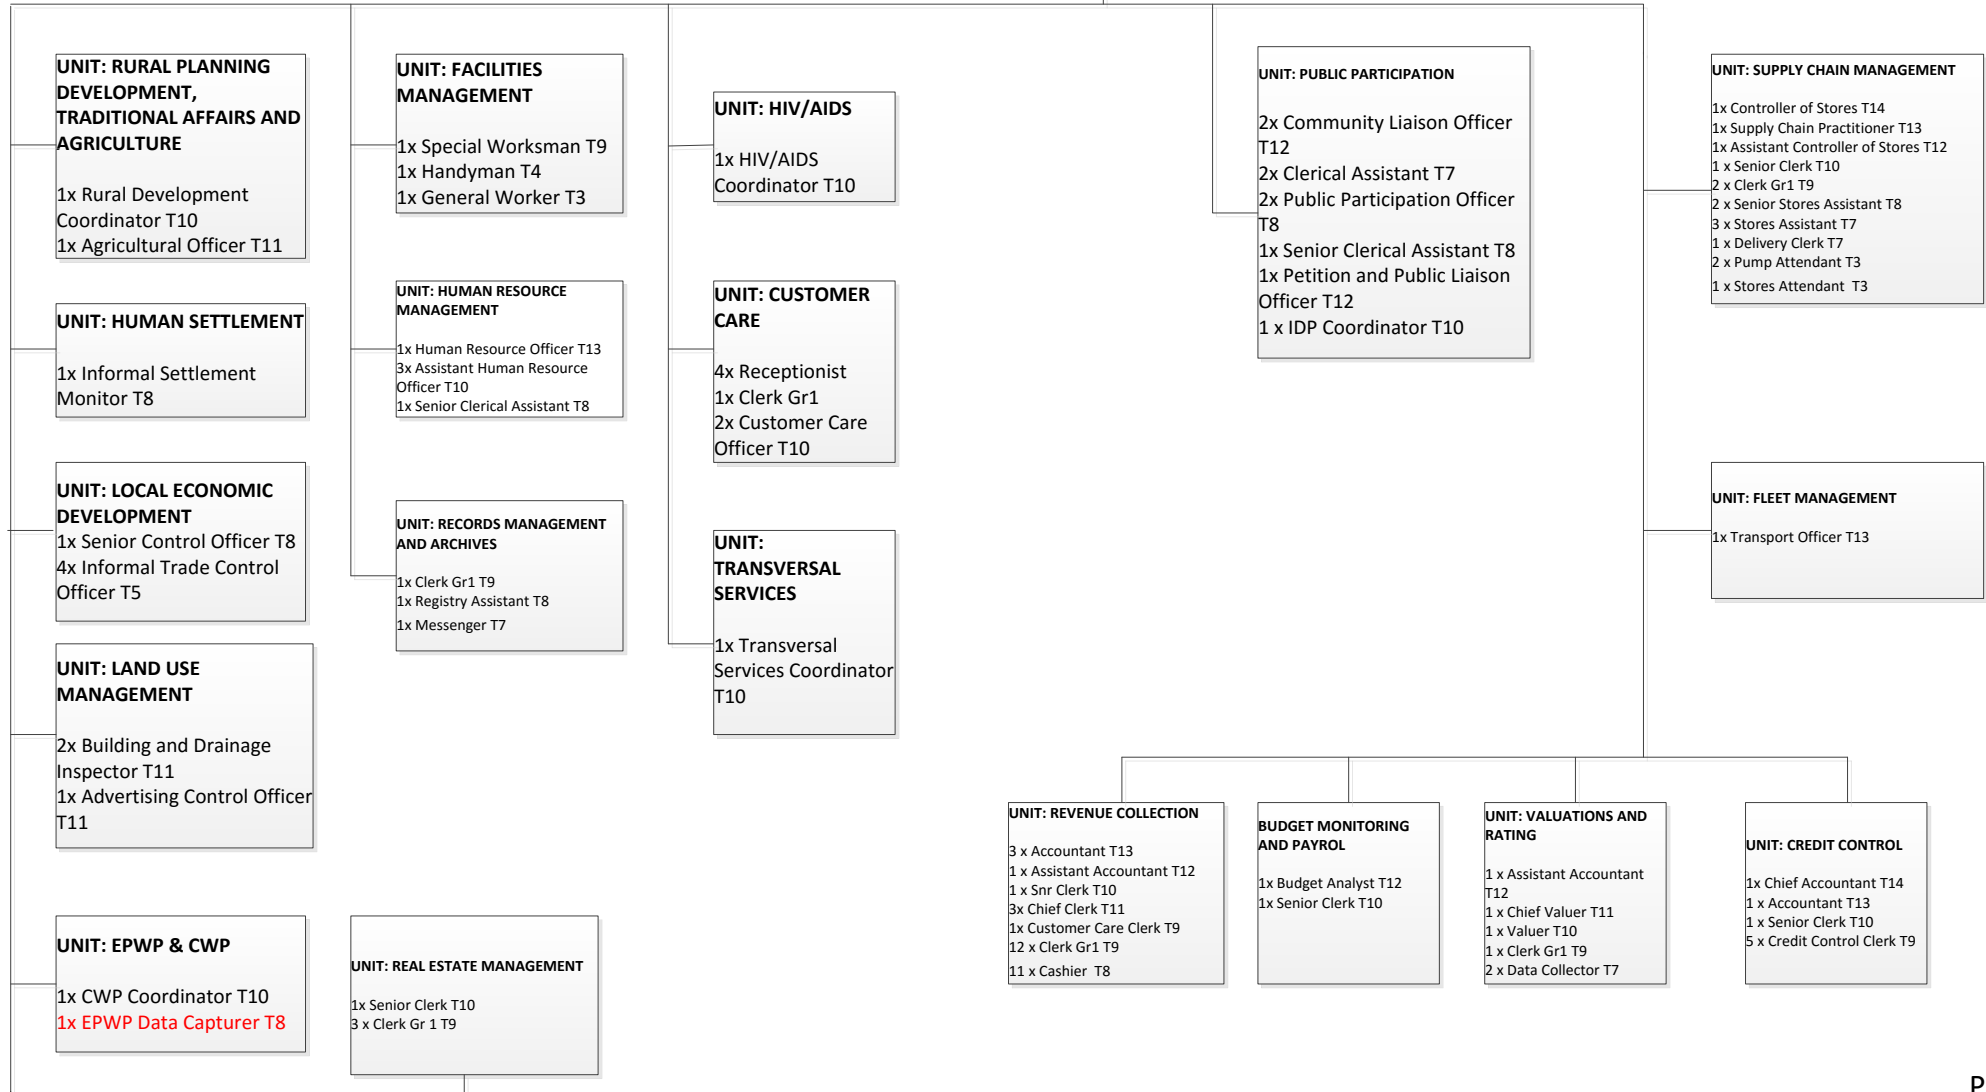 UNIT: RURAL PLANNING
DEVELOPMENT,
TRADITIONAL AFFAIRS AND
AGRICULTURE
1x Rural Development
Coordinator T10
1x Agricultural Officer T11
UNIT: HUMAN SETTLEMENT
1x Informal Settlement
Monitor T8
UNIT: LOCAL ECONOMIC
DEVELOPMENT
1x Senior Control Officer T8
4x Informal Trade Control
Officer T5
UNIT: LAND USE
MANAGEMENT
2x Building and Drainage
Inspector T11
1x Advertising Control Officer
T11
UNIT: EPWP & CWP
1x CWP Coordinator T10
1x EPWP Data Capturer T8
UNIT: FACILITIES
MANAGEMENT
1x Special Worksman T9
1x Handyman T4
1x General Worker T3
UNIT: HUMAN RESOURCE
MANAGEMENT
1x Human Resource Officer T13
3x Assistant Human Resource
Officer T10
1x Senior Clerical Assistant T8
UNIT: RECORDS MANAGEMENT
AND ARCHIVES
1x Clerk Gr1 T9
1x Registry Assistant T8
1x Messenger T7
UNIT: REAL ESTATE MANAGEMENT
1x Senior Clerk T10
3 x Clerk Gr 1 T9
UNIT: HIV/AIDS
1x HIV/AIDS
Coordinator T10
UNIT: CUSTOMER
CARE
4x Receptionist
1x Clerk Gr1
2x Customer Care
Officer T10
UNIT:
TRANSVERSAL
SERVICES
1x Transversal
Services Coordinator
T10
UNIT: PUBLIC PARTICIPATION
2x Community Liaison Officer
T12
2x Clerical Assistant T7
2x Public Participation Officer
T8
1x Senior Clerical Assistant T8
1x Petition and Public Liaison
Officer T12
1 x IDP Coordinator T10
UNIT: SUPPLY CHAIN MANAGEMENT
1x Controller of Stores T14
1x Supply Chain Practitioner T13
1x Assistant Controller of Stores T12
1 x Senior Clerk T10
2 x Clerk Gr1 T9
2 x Senior Stores Assistant T8
3 x Stores Assistant T7
1 x Delivery Clerk T7
2 x Pump Attendant T3
1 x Stores Attendant T3
UNIT: FLEET MANAGEMENT
1x Transport Officer T13
UNIT: REVENUE COLLECTION
3 x Accountant T13
1 x Assistant Accountant T12
1 x Snr Clerk T10
3x Chief Clerk T11
1x Customer Care Clerk T9
12 x Clerk Gr1 T9
11 x Cashier T8
BUDGET MONITORING
AND PAYROL
1x Budget Analyst T12
1x Senior Clerk T10
UNIT: VALUATIONS AND
RATING
1 x Assistant Accountant
T12
1 x Chief Valuer T11
1 x Valuer T10
1 x Clerk Gr1 T9
2 x Data Collector T7
UNIT: CREDIT CONTROL
1x Chief Accountant T14
1 x Accountant T13
1 x Senior Clerk T10
5 x Credit Control Clerk T9
P